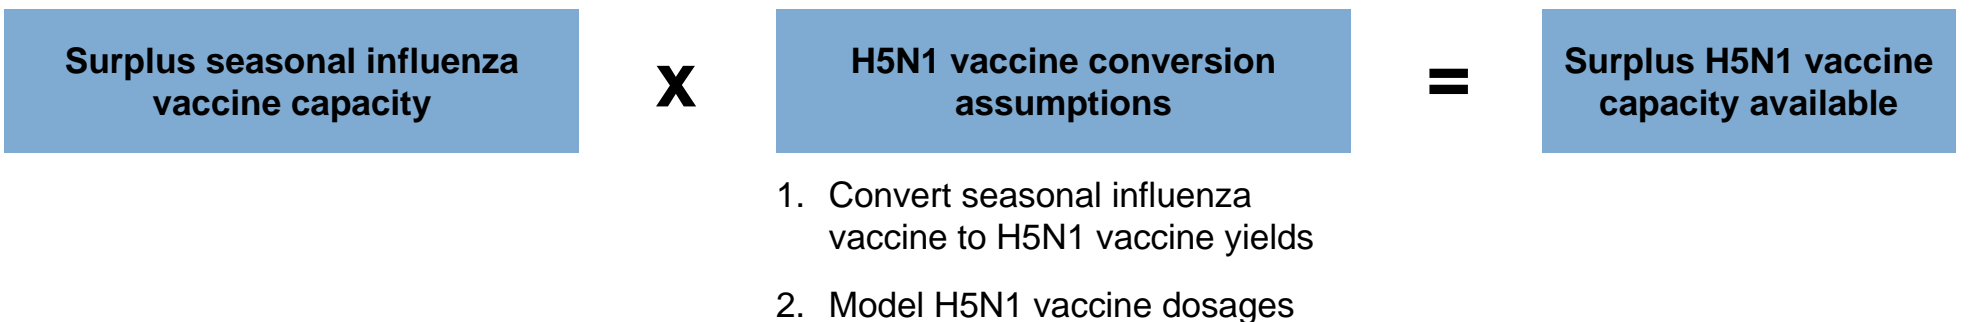 Surplus seasonal influenza
vaccine capacity
x
H5N1 vaccine conversion
assumptions
=
Surplus H5N1 vaccine
capacity available
1. Convert seasonal influenza
vaccine to H5N1 vaccine yields
2. Model H5N1 vaccine dosages